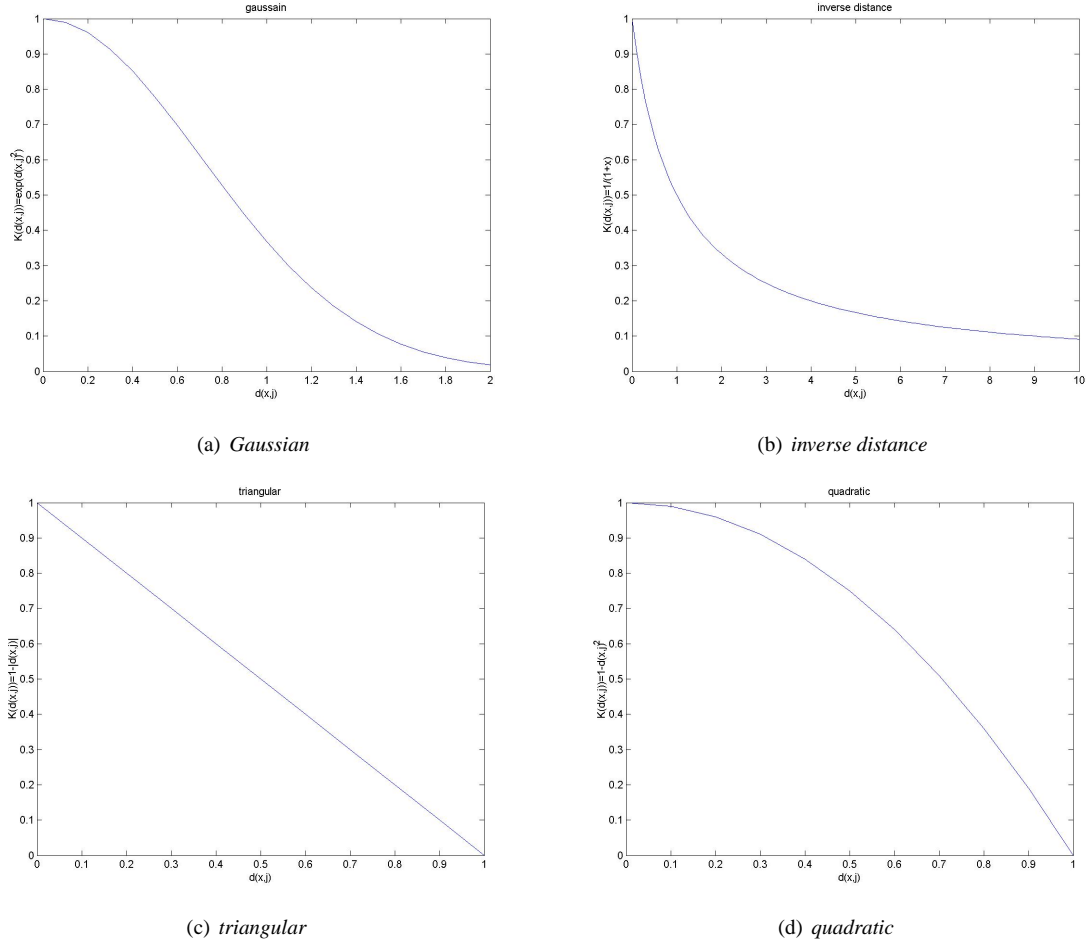 gaussain
1
0.9
0.8
0.7
0.6
0.5
0.4
0.3
0.2
0.1
0
K(d(x,j))=exp(d(x,j)²)
0 0.2 0.4 0.6 0.8 1 1.2 1.4 1.6 1.8 2
d(x,j)
(a) Gaussian
inverse distance
1
0.9
0.8
0.7
0.6
0.5
0.4
0.3
0.2
0.1
0
K(d(x,j))=1/(1+x)
0 1 2 3 4 5 6 7 8 9 10
d(x,j)
(b) inverse distance
triangular
1
0.9
0.8
0.7
0.6
0.5
0.4
0.3
0.2
0.1
0
K(d(x,j))=1-|d(x,j)|
0 0.1 0.2 0.3 0.4 0.5 0.6 0.7 0.8 0.9 1
d(x,j)
(c) triangular
quadratic
1
0.9
0.8
0.7
0.6
0.5
0.4
0.3
0.2
0.1
0
K(d(x,j))=1-d(x,j)²
0 0.1 0.2 0.3 0.4 0.5 0.6 0.7 0.8 0.9 1
d(x,j)
(d) quadratic